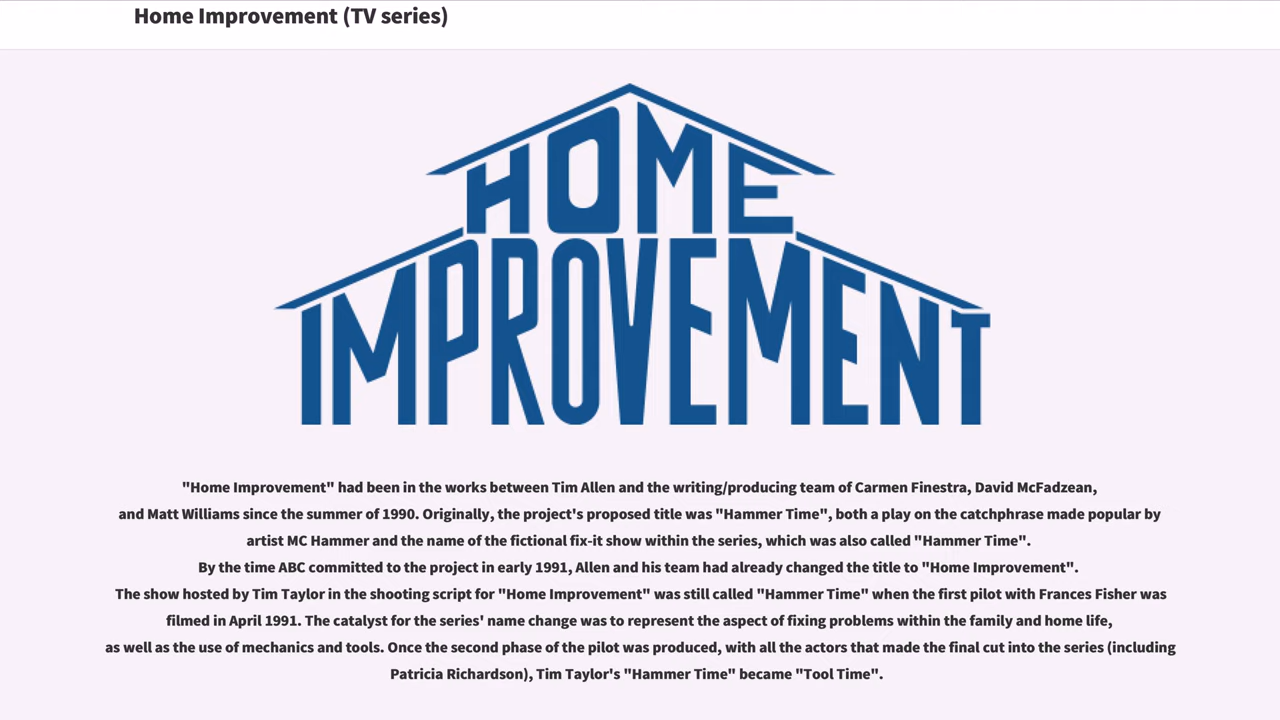 Home Improvement (TV series)
HOME
IMPROVEMENT
"Home Improvement" had been in the works between Tim Allen and the writing/producing team of Carmen Finestra, David McFadzean,
and Matt Williams since the summer of 1990. Originally, the project's proposed title was "Hammer Time", both a play on the catchphrase made popular by
artist MC Hammer and the name of the fictional fix-it show within the series, which was also called "Hammer Time".
By the time ABC committed to the project in early 1991, Allen and his team had already changed the title to "Home Improvement".
The show hosted by Tim Taylor in the shooting script for "Home Improvement" was still called "Hammer Time" when the first pilot with Frances Fisher was
filmed in April 1991. The catalyst for the series' name change was to represent the aspect of fixing problems within the family and home life,
as well as the use of mechanics and tools. Once the second phase of the pilot was produced, with all the actors that made the final cut into the series (including
Patricia Richardson), Tim Taylor's "Hammer Time" became "Tool Time".